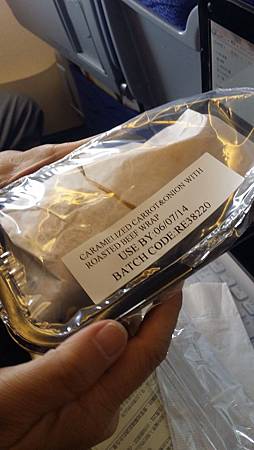 CARAMELIZED CARROT&ONION WITH
ROASTED BEEF WRAP
USE BY:06/07/14
BATCH CODE:RE38220